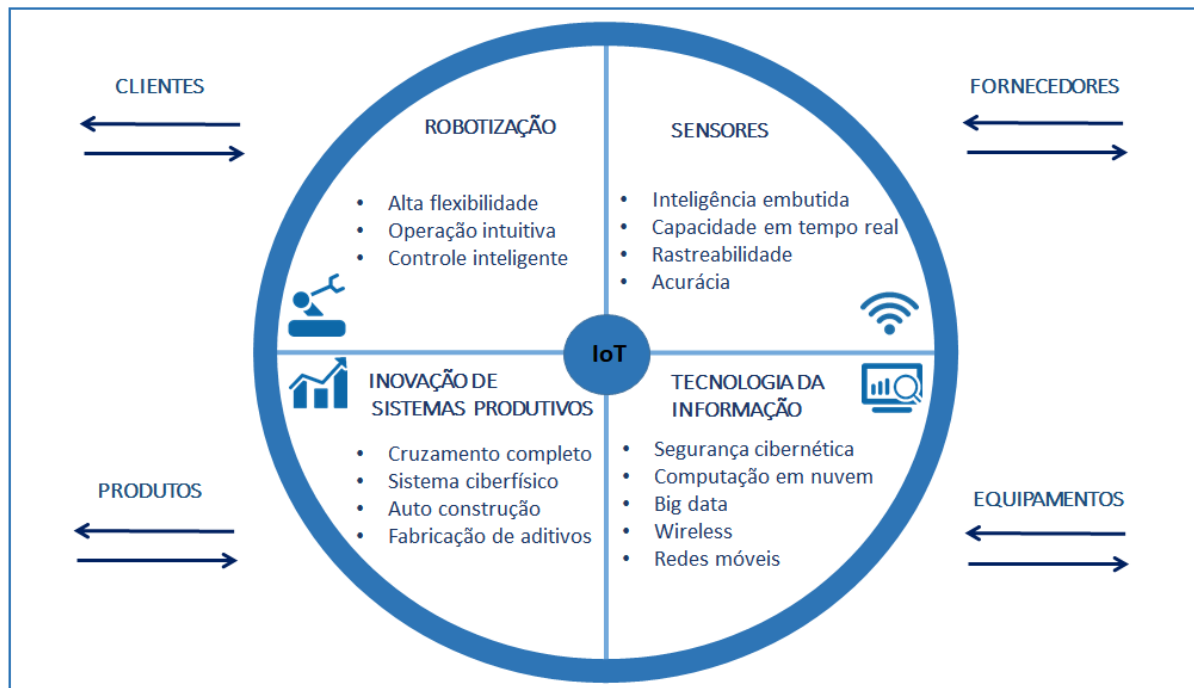 CLIENTES
FORNECEDORES
ROBOTIZAÇÃO
• Alta flexibilidade
• Operação intuitiva
• Controle inteligente
SENSORES
• Inteligência embutida
• Capacidade em tempo real
• Rastreabilidade
• Acurácia
IoT
INOVAÇÃO DE
SISTEMAS PRODUTIVOS
• Cruzamento completo
• Sistema ciberfísico
• Auto construção
• Fabricação de aditivos
TECNOLOGIA DA
INFORMAÇÃO
• Segurança cibernética
• Computação em nuvem
• Big data
• Wireless
• Redes móveis
PRODUTOS
EQUIPAMENTOS